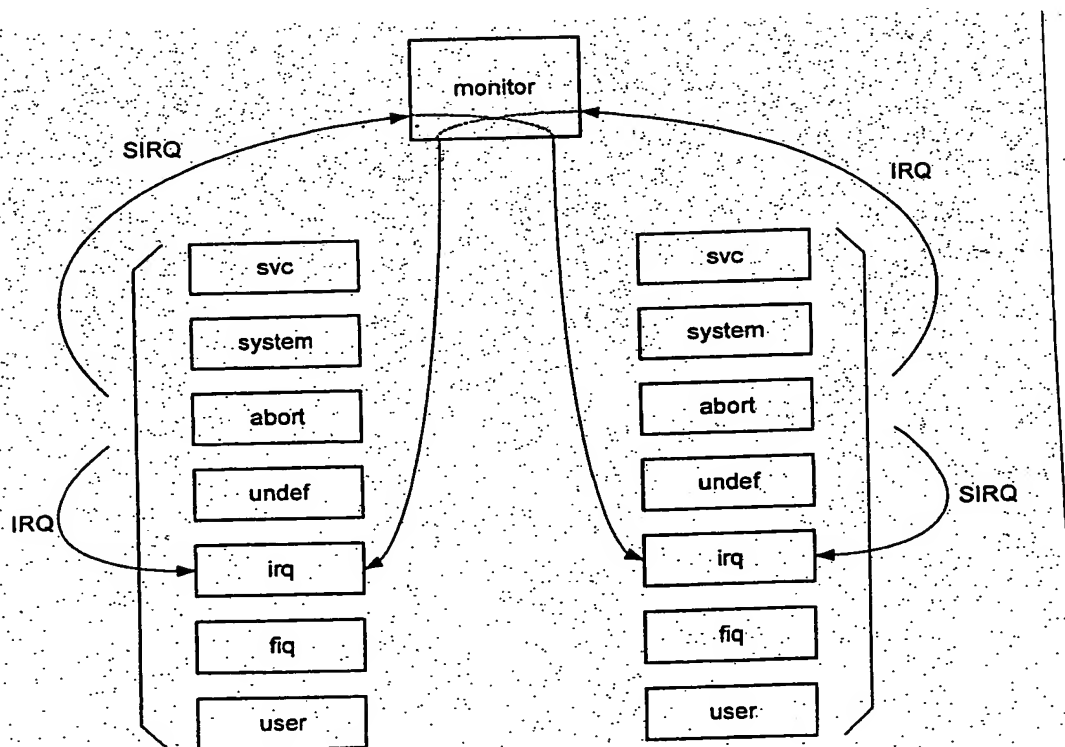 monitor
SIRQ
IRQ
svc
system
abort
undef
irq
fiq
user
IRQ
svc
system
abort
undef
irq
fiq
user
SIRQ